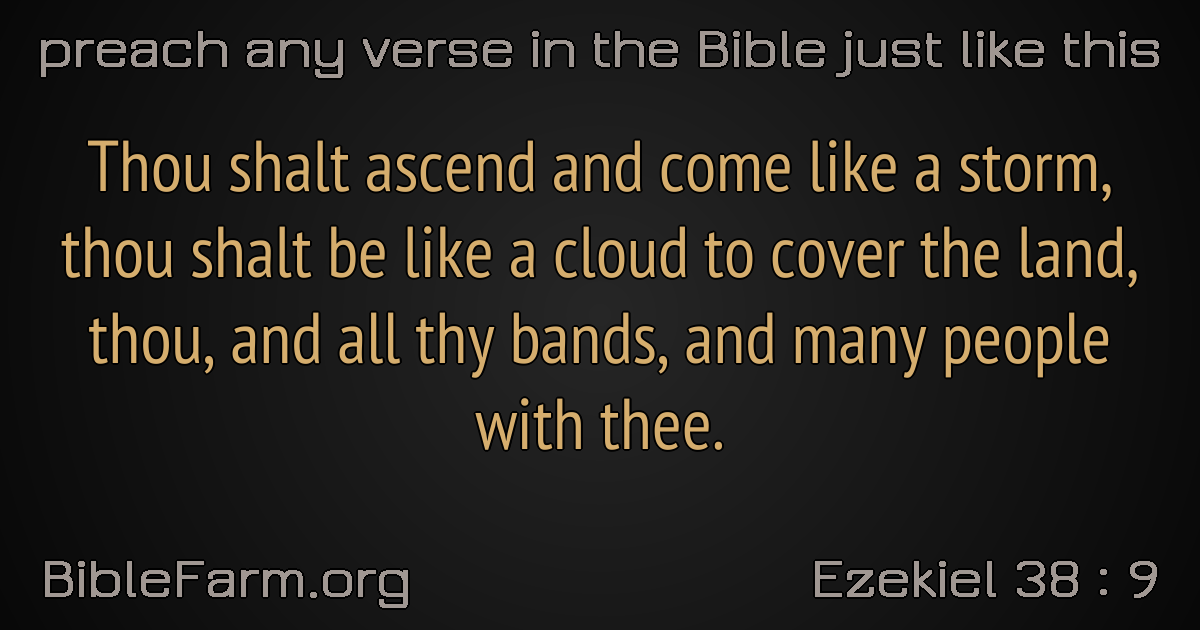 preach any verse in the Bible just like this
Thou shalt ascend and come like a storm,
thou shalt be like a cloud to cover the land,
thou, and all thy bands, and many people
with thee.
BibleFarm.org
Ezekiel 38 : 9